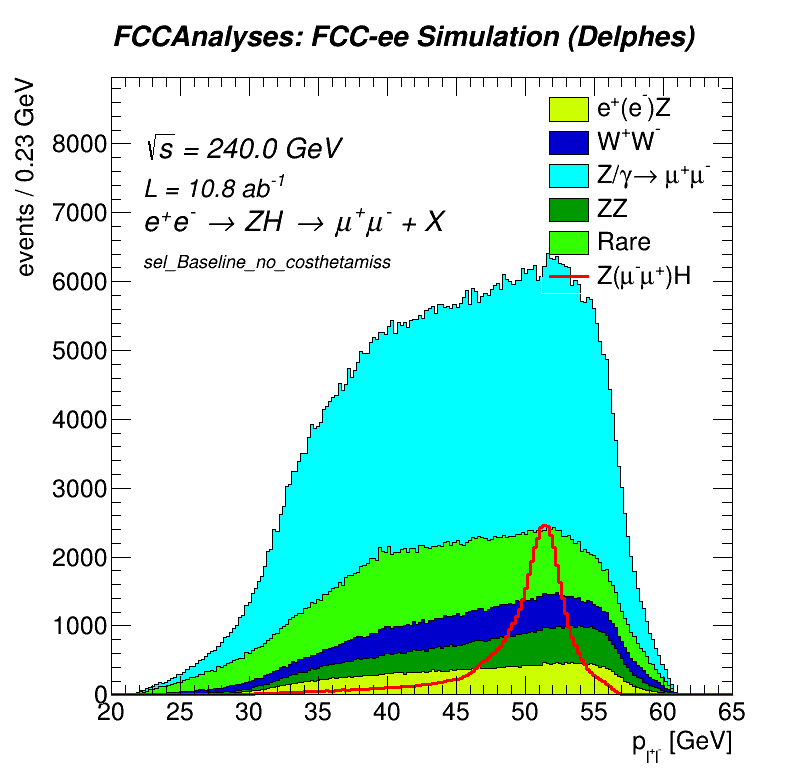 FCCAnalyses: FCC-ee Simulation (Delphes)
events / 0.23 GeV
√s = 240.0 GeV
L = 10.8 ab⁻¹
e⁺e⁻ → ZH → μ⁺μ⁻ + X
sel_Baseline_no_costhetamiss
e⁺(e⁻)Z
W⁺W⁻
Z/γ→ μ⁺μ⁻
ZZ
Rare
Z(μ⁻μ⁺)H
8000
7000
6000
5000
4000
3000
2000
1000
0
20 25 30 35 40 45 50 55 60 65
p_l⁺l⁻ [GeV]